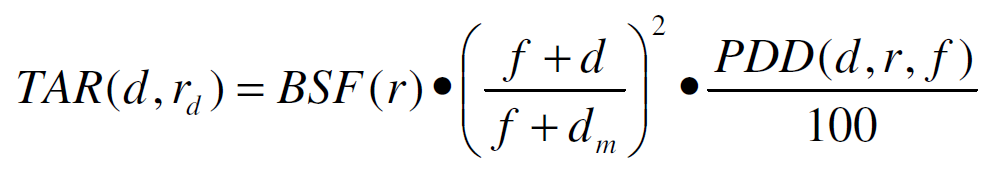 TAR(d,r_d) = BSF(r) • ( (f + d) / (f + d_m) )^2 • PDD(d,r,f) / 100